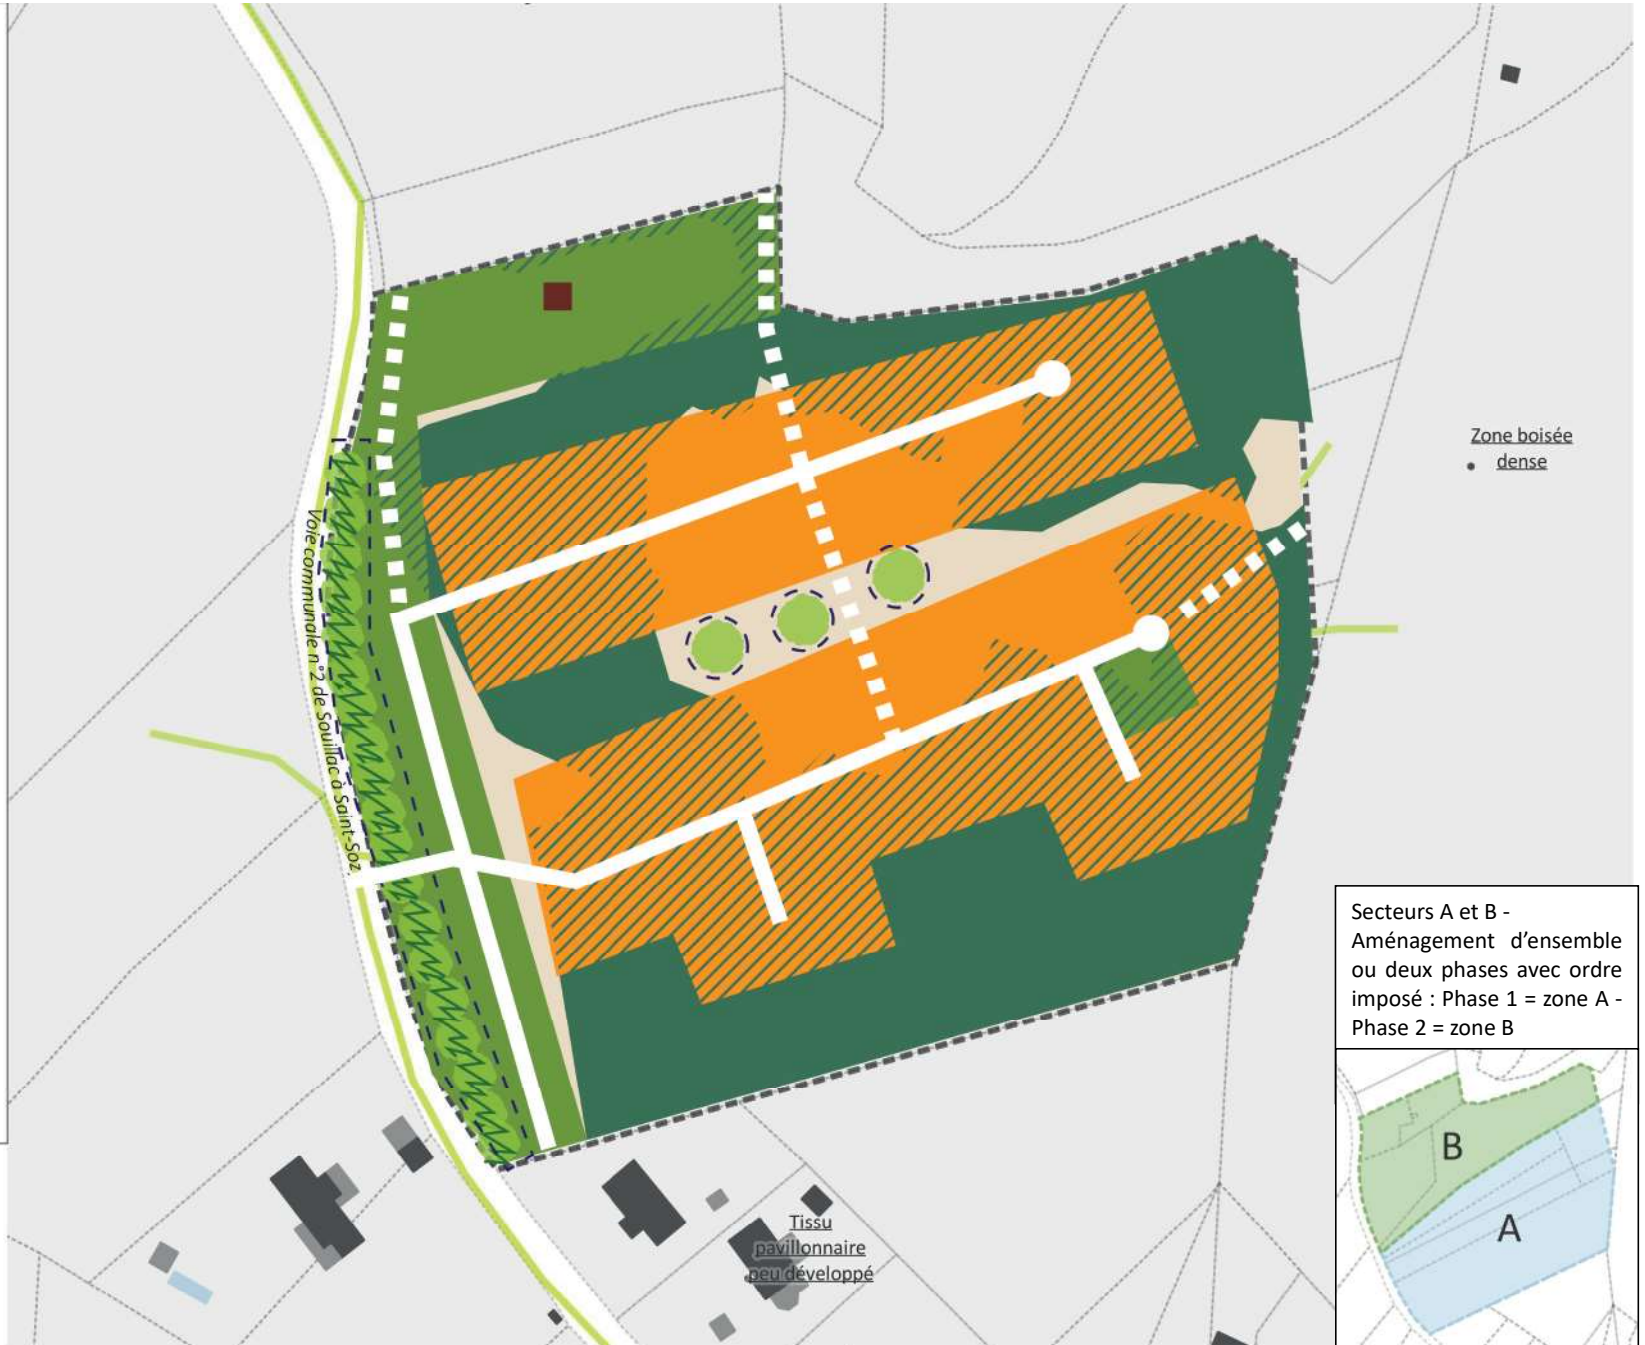 Zone boisée
dense
Voie communale n°2 de Souillac à Saint-Soz
Secteurs A et B -
Aménagement d'ensemble
ou deux phases avec ordre
imposé : Phase 1 = zone A -
Phase 2 = zone B
B
A
Tissu
pavillonnaire
peu développé